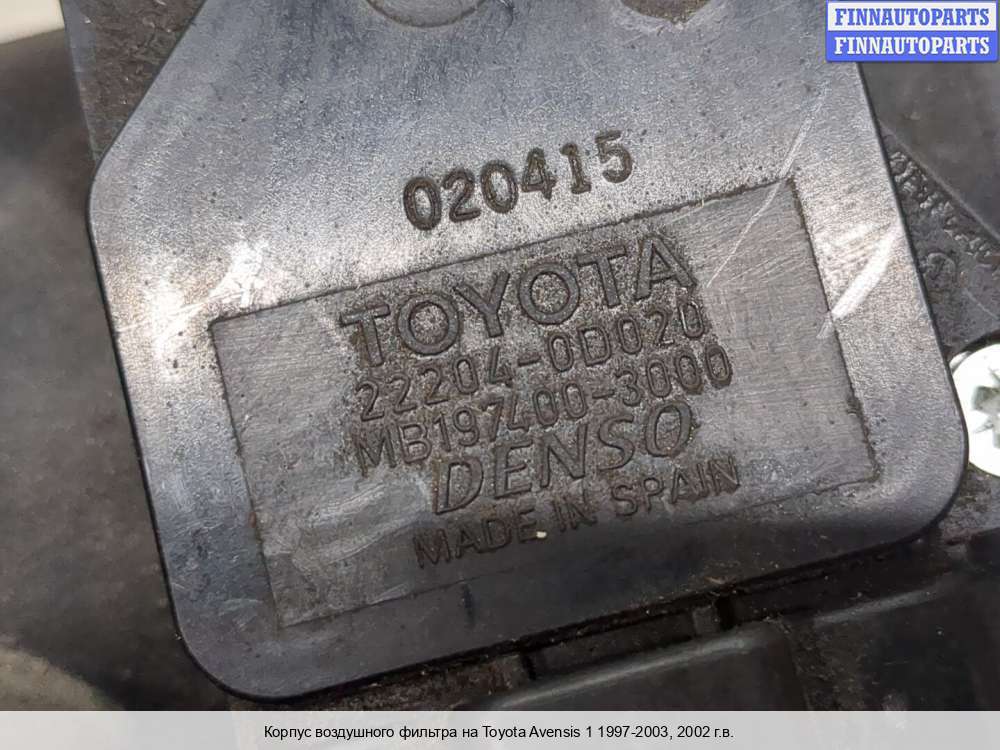 FINNAUTOPARTS
FINNAUTOPARTS
020415
TOYOTA
22204-0D020
MB197400-3000
DENSO
MADE IN SPAIN
Корпус воздушного фильтра на Toyota Avensis 1 1997-2003, 2002 г.в.